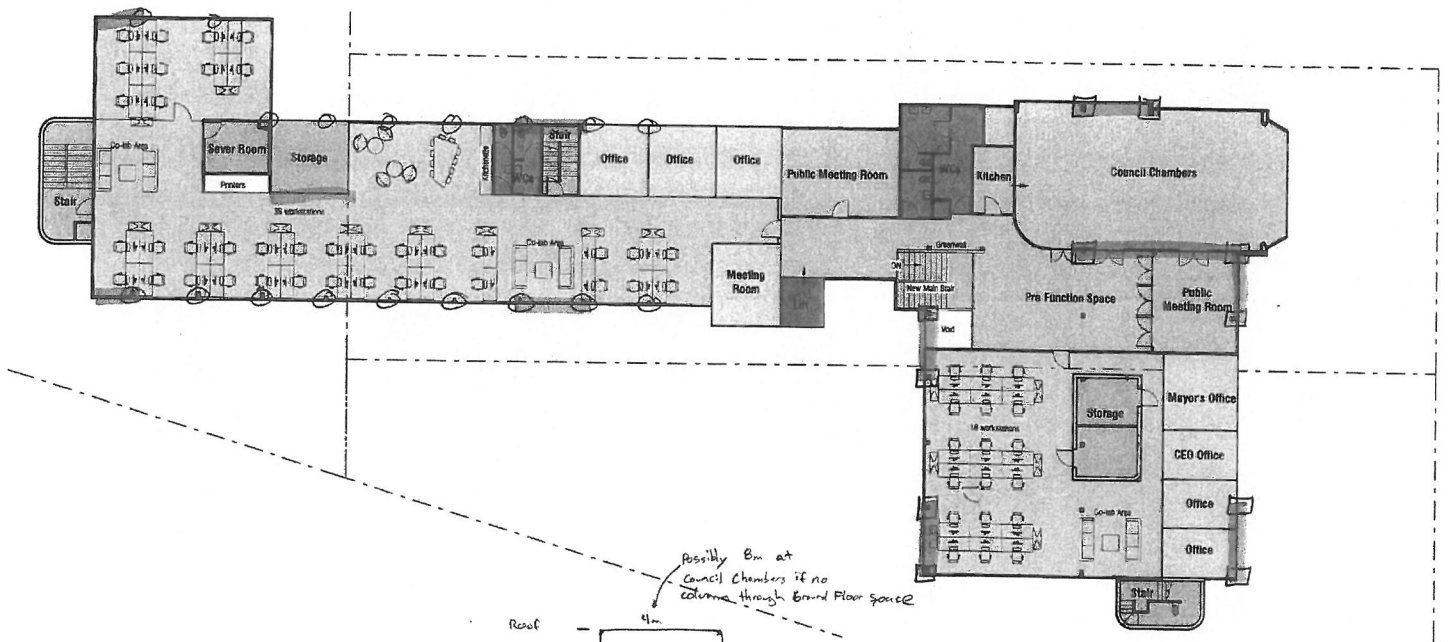 Co-lab Area
Sever Room
Storage
Printers
Stair
38 workstations
Kitchenette
WCs
Stair
Office
Office
Office
Public Meeting Room
WCs
Kitchen
Council Chambers
Co-lab Area
Meeting Room
Lift
Greenwall
DN
New Main Stair
Void
Pre Function Space
Public
Meeting Room
Storage
18 workstations
Mayors Office
CEO Office
Office
Office
Co-lab Area
Stair
Possibly 8m at
Council Chambers if no
columns through Ground Floor space
Roof
4m